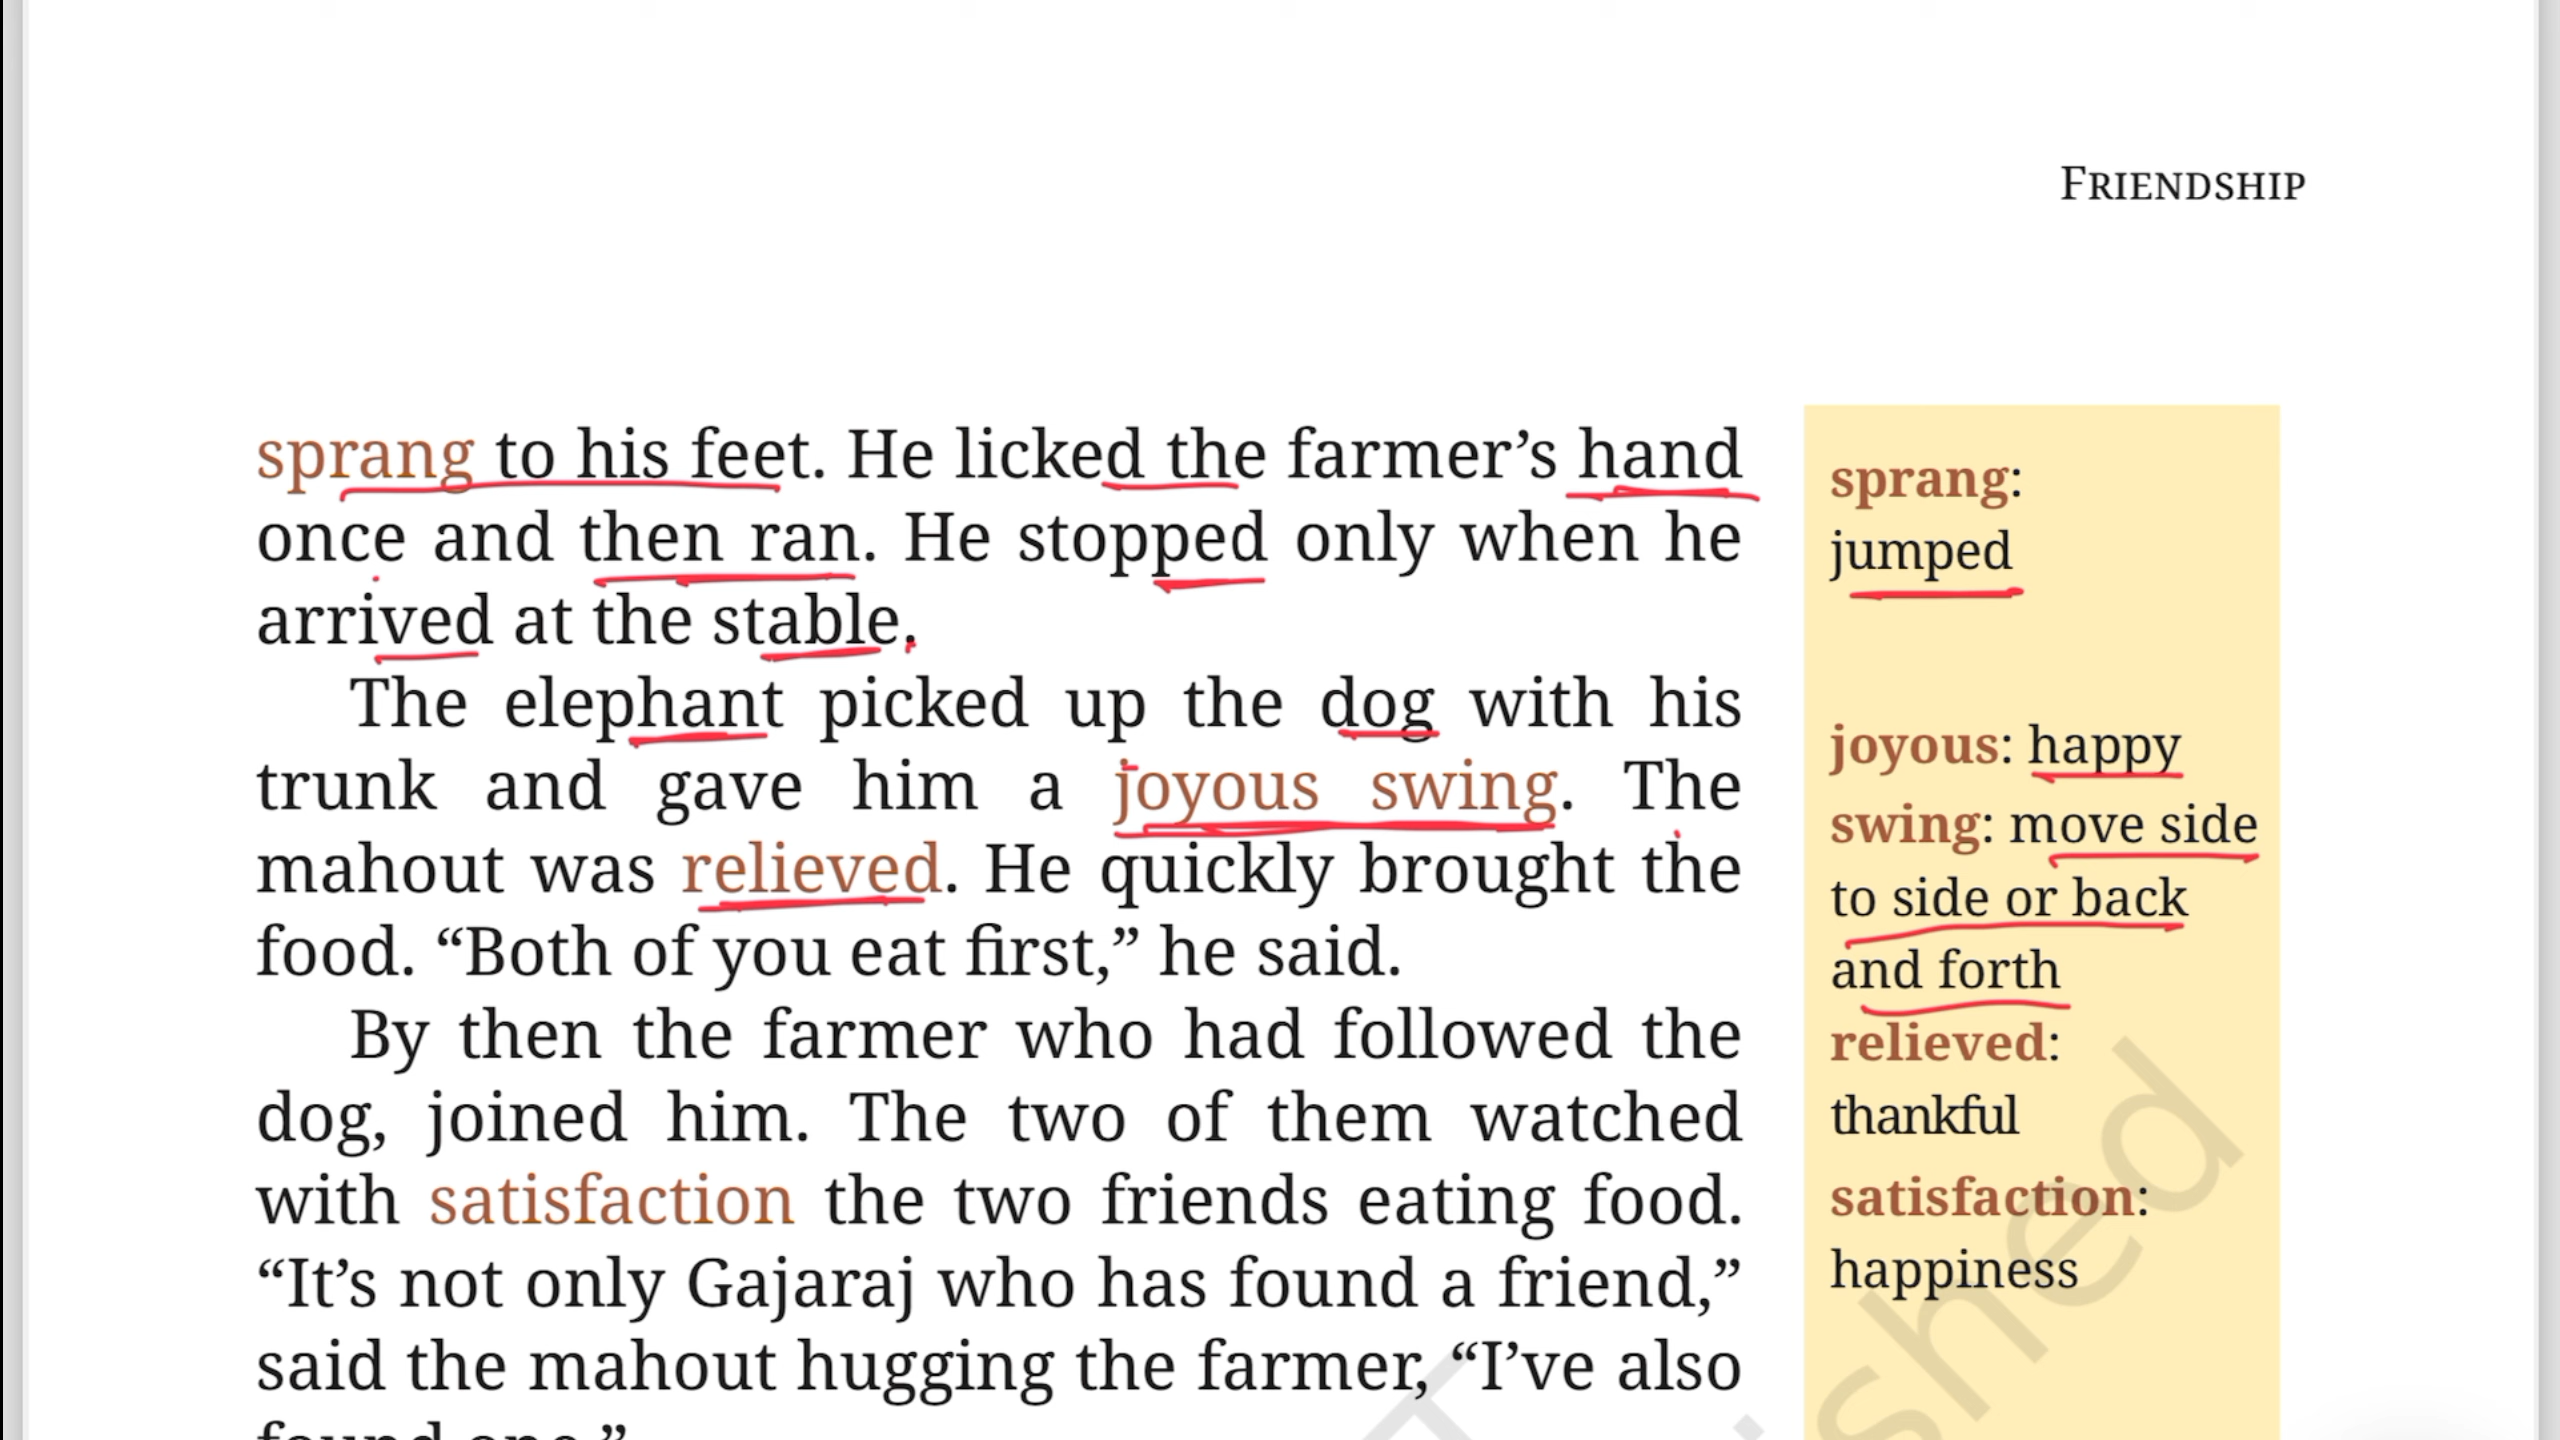 FRIENDSHIP
sprang to his feet. He licked the farmer’s hand
once and then ran. He stopped only when he
arrived at the stable.
The elephant picked up the dog with his
trunk and gave him a joyous swing. The
mahout was relieved. He quickly brought the
food. “Both of you eat first,” he said.
By then the farmer who had followed the
dog, joined him. The two of them watched
with satisfaction the two friends eating food.
“It’s not only Gajaraj who has found a friend,”
said the mahout hugging the farmer, “I’ve also
found one.”
sprang:
jumped
joyous: happy
swing: move side
to side or back
and forth
relieved:
thankful
satisfaction:
happiness